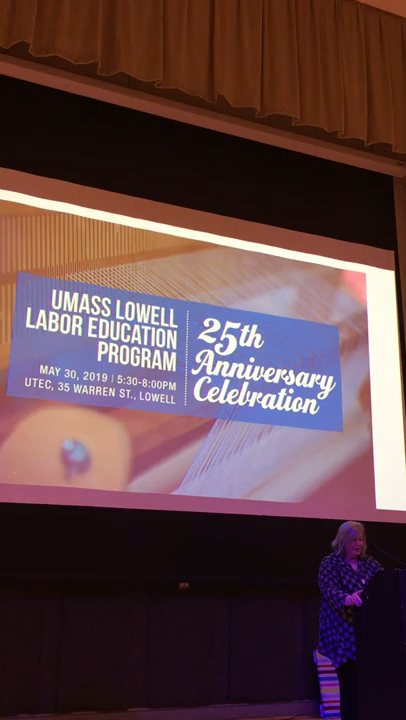 UMASS LOWELL
LABOR EDUCATION
PROGRAM
MAY 30, 2019 | 5:30-8:00PM
UTEC, 35 WARREN ST., LOWELL
25th
Anniversary
Celebration